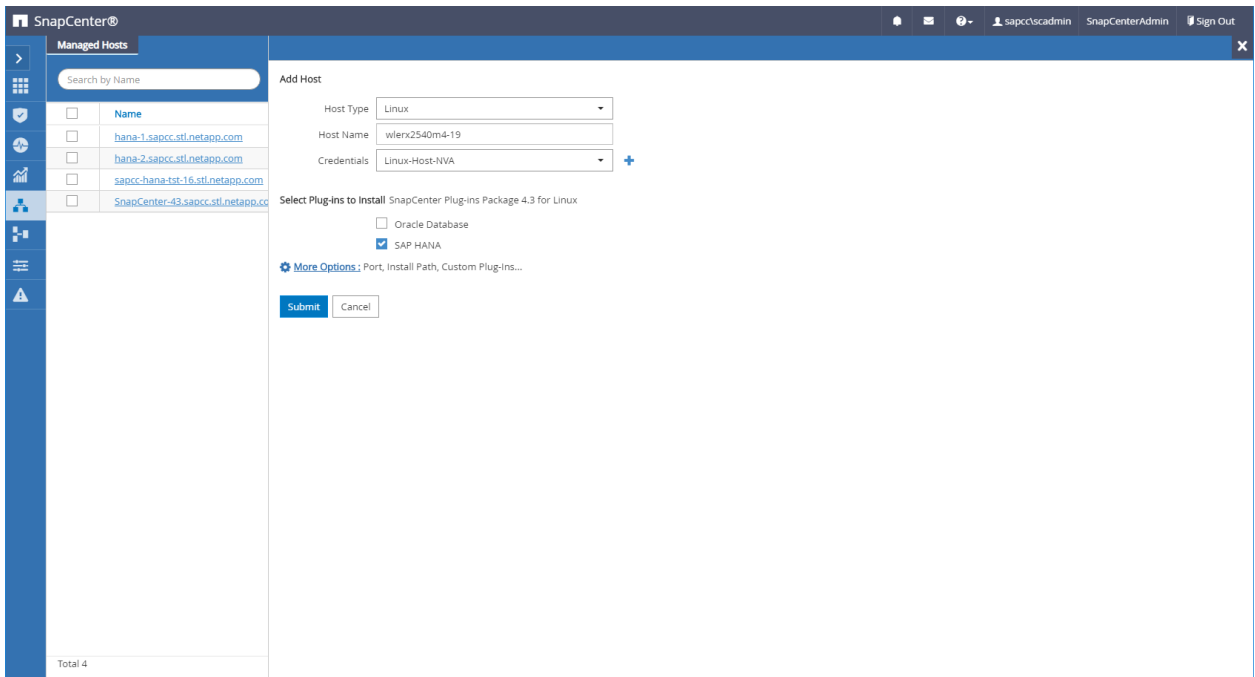 SnapCenter®
sapcc\scadmin SnapCenterAdmin Sign Out
Managed Hosts
Search by Name
Name
hana-1.sapcc.stl.netapp.com
hana-2.sapcc.stl.netapp.com
sapcc-hana-tst-16.stl.netapp.com
SnapCenter-43.sapcc.stl.netapp.co
Total 4
Add Host
Host Type Linux
Host Name wlerx2540m4-19
Credentials Linux-Host-NVA
Select Plug-ins to Install SnapCenter Plug-ins Package 4.3 for Linux
Oracle Database
SAP HANA
More Options : Port, Install Path, Custom Plug-Ins...
Submit Cancel